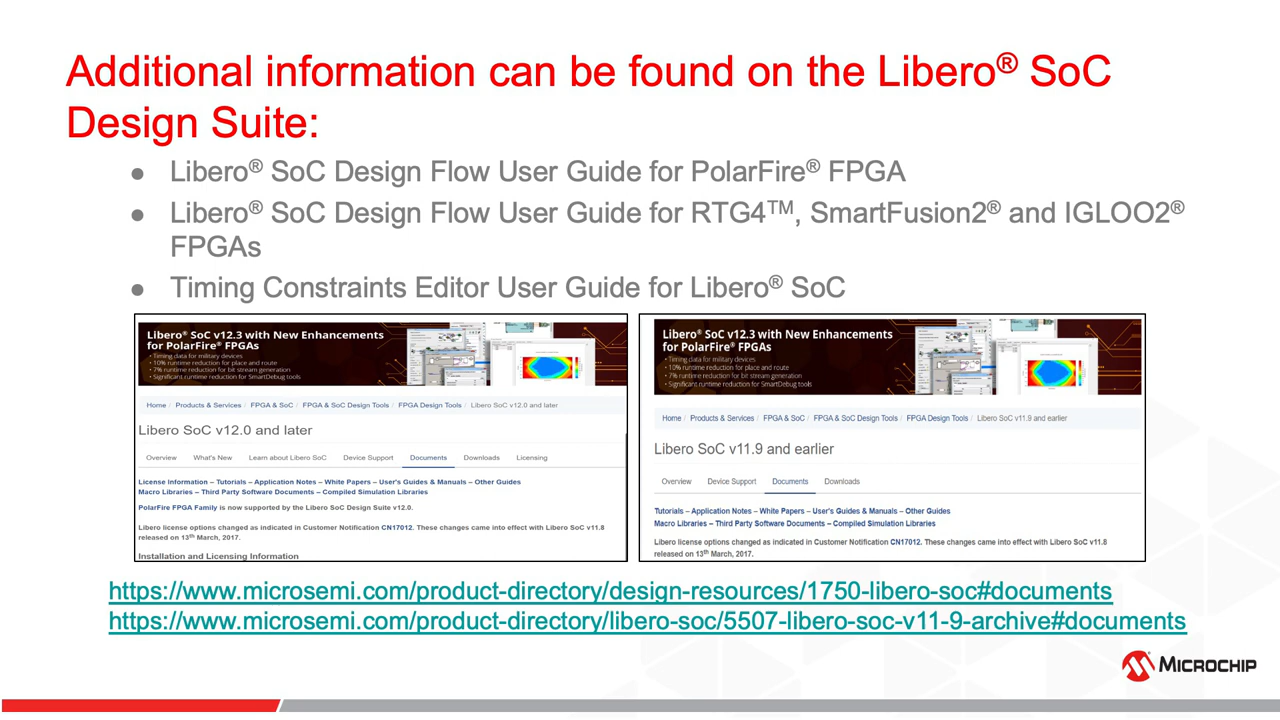 Additional information can be found on the Libero® SoC
Design Suite:
● Libero® SoC Design Flow User Guide for PolarFire® FPGA
● Libero® SoC Design Flow User Guide for RTG4™, SmartFusion2® and IGLOO2®
FPGAs
● Timing Constraints Editor User Guide for Libero® SoC
Libero® SoC v12.3 with New Enhancements
for PolarFire® FPGAs
• Timing data for military devices
• 10% runtime reduction for place and route
• 7% runtime reduction for bit stream generation
• Significant runtime reduction for SmartDebug tools
Home / Products & Services / FPGA & SoC / FPGA & SoC Design Tools / FPGA Design Tools / Libero SoC v12.0 and later
Libero SoC v12.0 and later
Overview What's New Learn about Libero SoC Device Support Documents Downloads Licensing
License Information – Tutorials – Application Notes – White Papers – User's Guides & Manuals – Other Guides
Macro Libraries – Third Party Software Documents – Compiled Simulation Libraries
PolarFire FPGA Family is now supported by the Libero SoC Design Suite v12.0.
Libero license options changed as indicated in Customer Notification CN17012. These changes came into effect with Libero SoC v11.8
released on 13th March, 2017.
Installation and Licensing Information
Libero® SoC v12.3 with New Enhancements
for PolarFire® FPGAs
• Timing data for military devices
• 10% runtime reduction for place and route
• 7% runtime reduction for bit stream generation
• Significant runtime reduction for SmartDebug tools
Home / Products & Services / FPGA & SoC / FPGA & SoC Design Tools / FPGA Design Tools / Libero SoC v11.9 and earlier
Libero SoC v11.9 and earlier
Overview Device Support Documents Downloads
Tutorials – Application Notes – White Papers – User's Guides & Manuals – Other Guides
Macro Libraries – Third Party Software Documents – Compiled Simulation Libraries
Libero license options changed as indicated in Customer Notification CN17012. These changes came into effect with Libero SoC v11.8
released on 13th March, 2017.
https://www.microsemi.com/product-directory/design-resources/1750-libero-soc#documents
https://www.microsemi.com/product-directory/libero-soc/5507-libero-soc-v11-9-archive#documents
MICROCHIP